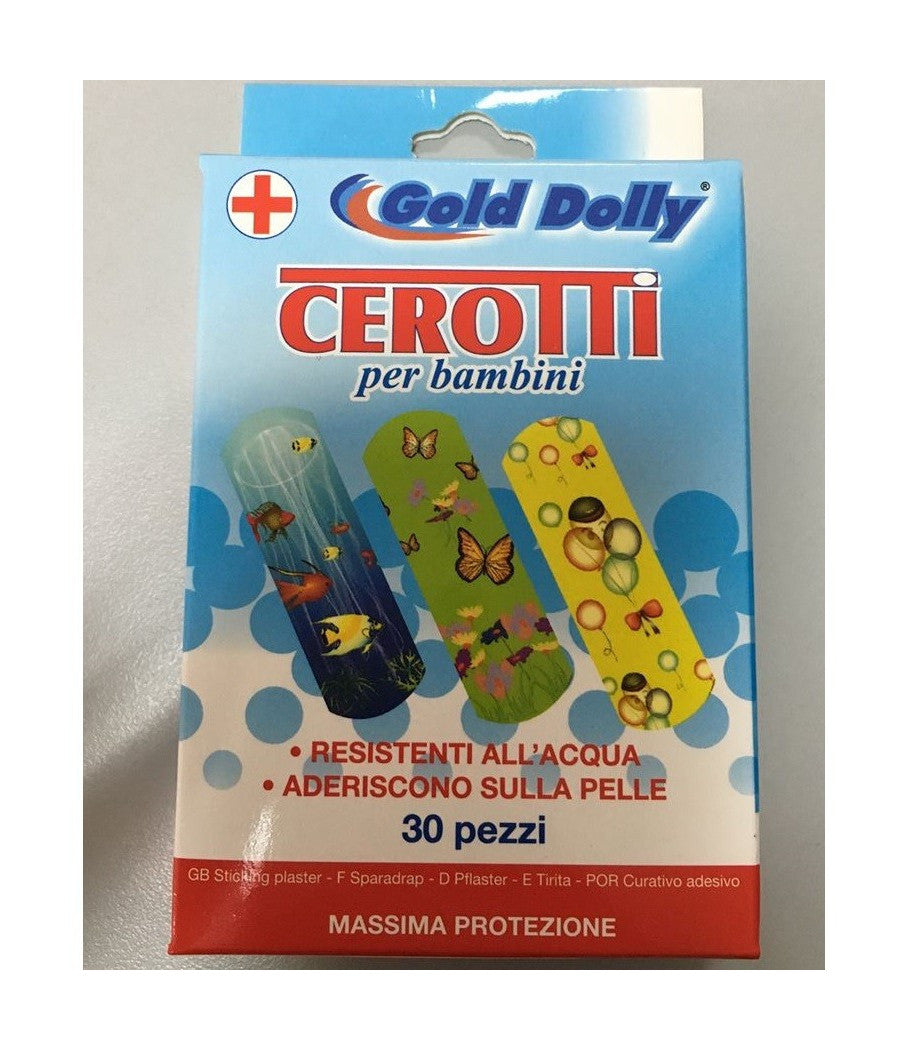 Gold Dolly®
CEROTTI
per bambini
• RESISTENTI ALL'ACQUA
• ADERISCONO SULLA PELLE
30 pezzi
GB Sticking plaster - F Sparadrap - D Pflaster - E Tirita - POR Curativo adesivo
MASSIMA PROTEZIONE